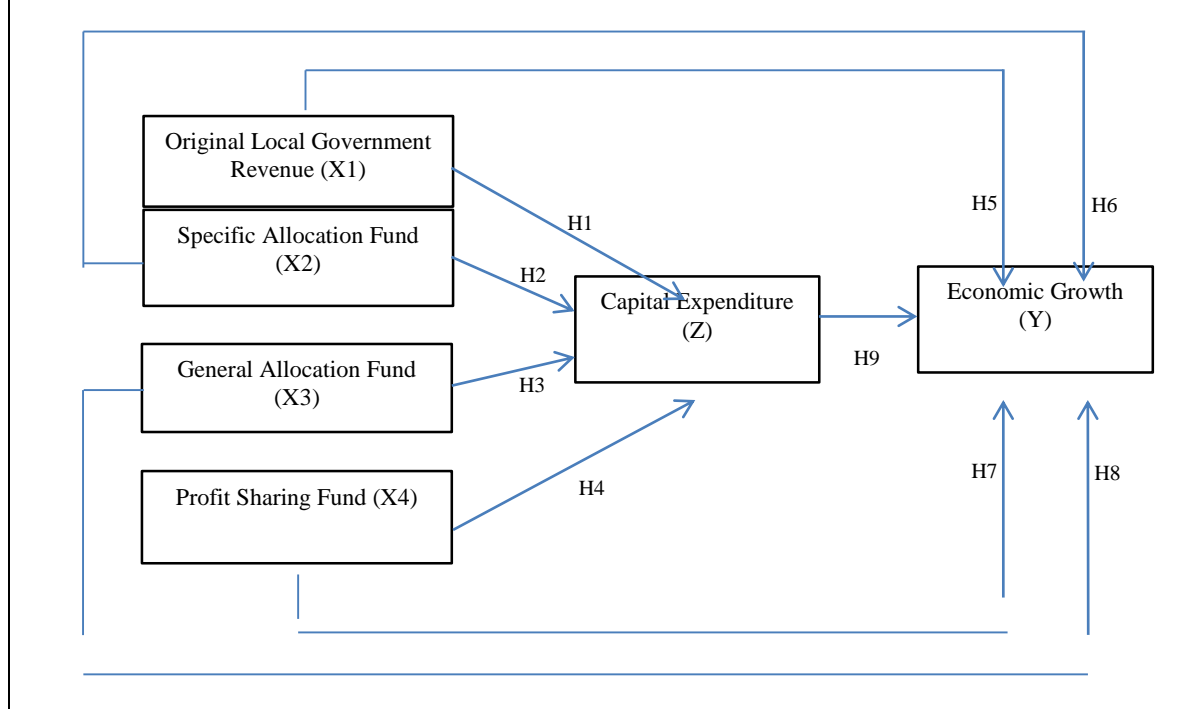 Original Local Government
Revenue (X1)
Specific Allocation Fund
(X2)
General Allocation Fund
(X3)
Profit Sharing Fund (X4)
H1
H2
H3
H4
Capital Expenditure
(Z)
H5
H6
H9
Economic Growth
(Y)
H7
H8